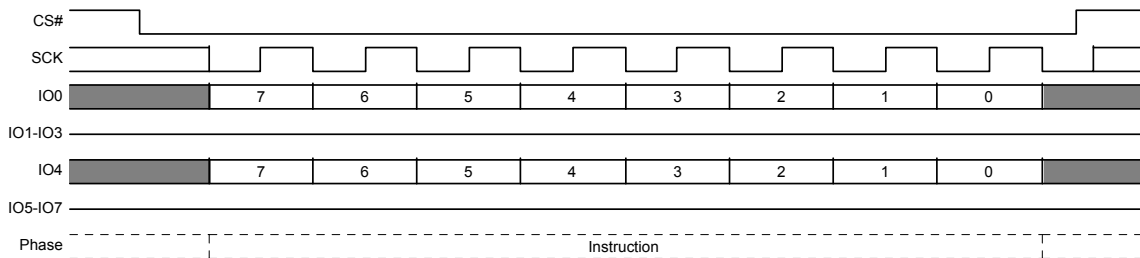 CS#
SCK
IO0 7 6 5 4 3 2 1 0
IO1-IO3
IO4 7 6 5 4 3 2 1 0
IO5-IO7
Phase Instruction